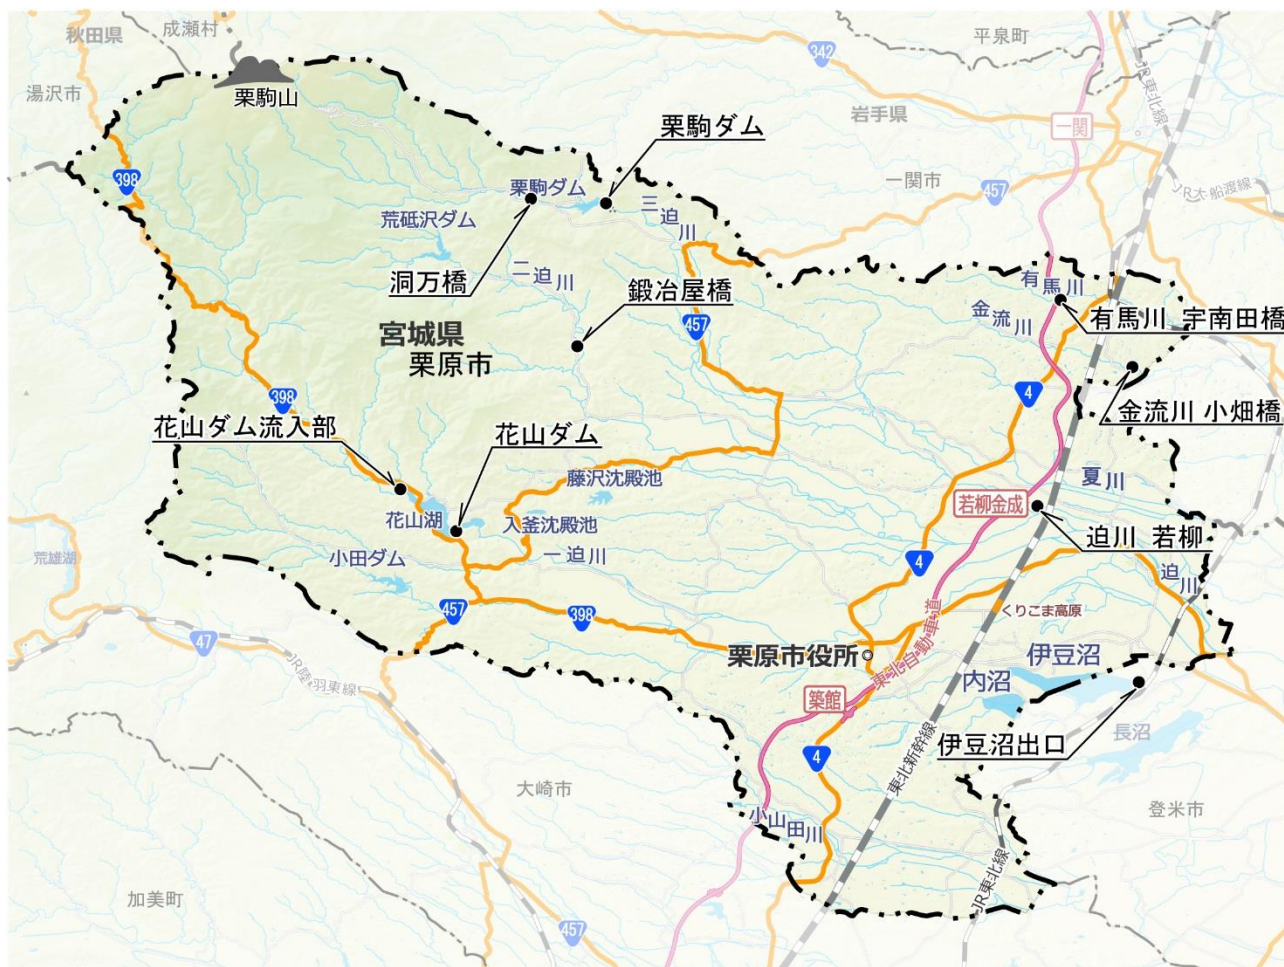 成瀬村
秋田県
平泉町
342
湯沢市
栗駒山
岩手県
JR東北線
栗駒ダム
一関
398
栗駒ダム
一関市
457
JR大船渡線
荒砥沢ダム
三迫川
洞万橋
二迫川
鍛冶屋橋
有馬川
金流川
有馬川 宇南田橋
宮城県
栗原市
457
398
4
金流川 小畑橋
花山ダム流入部
花山ダム
藤沢沈殿池
夏川
若柳金成
花山湖
入釜沈殿池
迫川 若柳
荒雄湖
小田ダム
一迫川
4
迫川
457
398
くりこま高原
47
東北自動車道
栗原市役所
伊豆沼
内沼
JR陸羽東線
築館
長沼
伊豆沼出口
4
東北新幹線
大崎市
登米市
小山田川
JR東北線
加美町
457